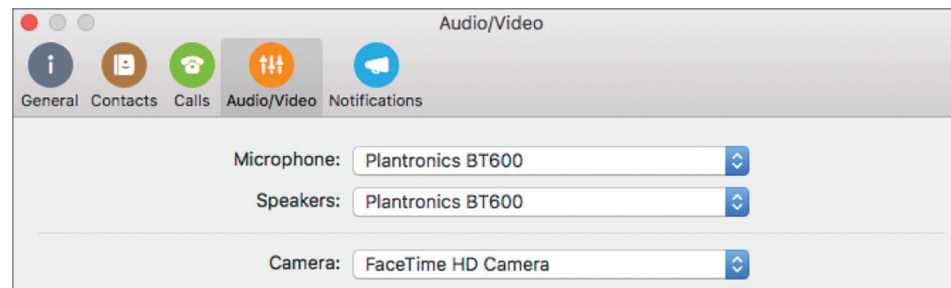 Audio/Video
General Contacts Calls Audio/Video Notifications
Microphone: Plantronics BT600
Speakers: Plantronics BT600
Camera: FaceTime HD Camera